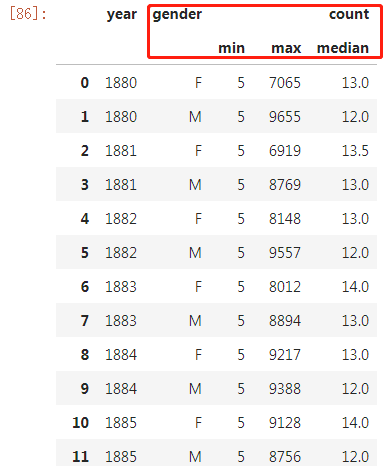 [86]: year gender count
min max median
0 1880 F 5 7065 13.0
1 1880 M 5 9655 12.0
2 1881 F 5 6919 13.5
3 1881 M 5 8769 13.0
4 1882 F 5 8148 13.0
5 1882 M 5 9557 12.0
6 1883 F 5 8012 14.0
7 1883 M 5 8894 13.0
8 1884 F 5 9217 13.0
9 1884 M 5 9388 12.0
10 1885 F 5 9128 14.0
11 1885 M 5 8756 12.0